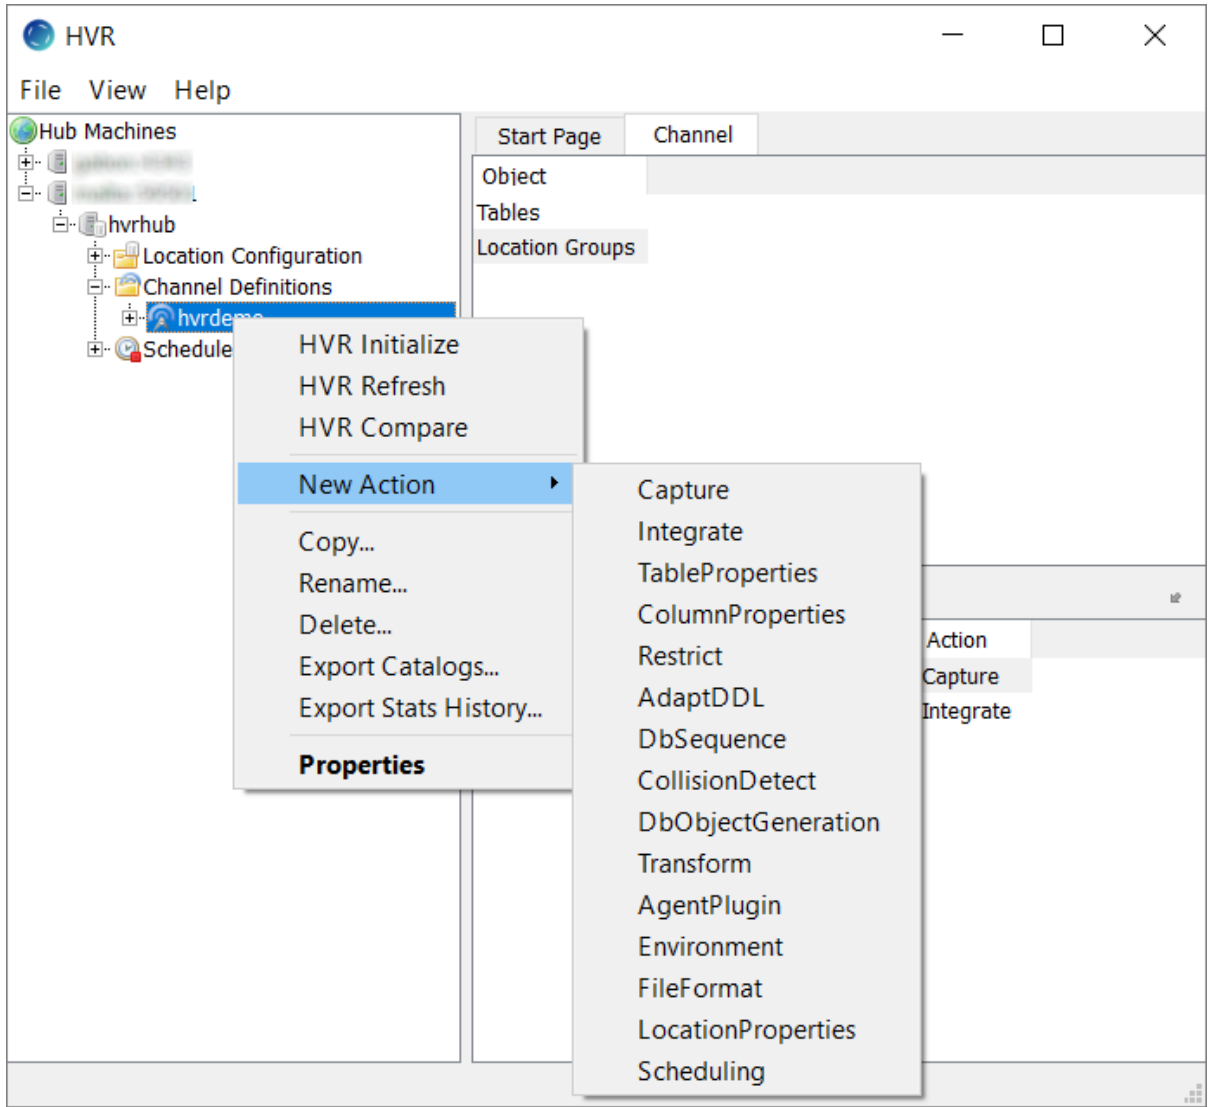 HVR
File View Help
Hub Machines
hvrhub
Location Configuration
Channel Definitions
Schedule
HVR Initialize
HVR Refresh
HVR Compare
New Action
Copy...
Rename...
Delete...
Export Catalogs...
Export Stats History...
Properties
Start Page Channel
Object
Tables
Location Groups
Capture
Integrate
TableProperties
ColumnProperties
Restrict
AdaptDDL
DbSequence
CollisionDetect
DbObjectGeneration
Transform
AgentPlugin
Environment
FileFormat
LocationProperties
Scheduling
Action
Capture
Integrate